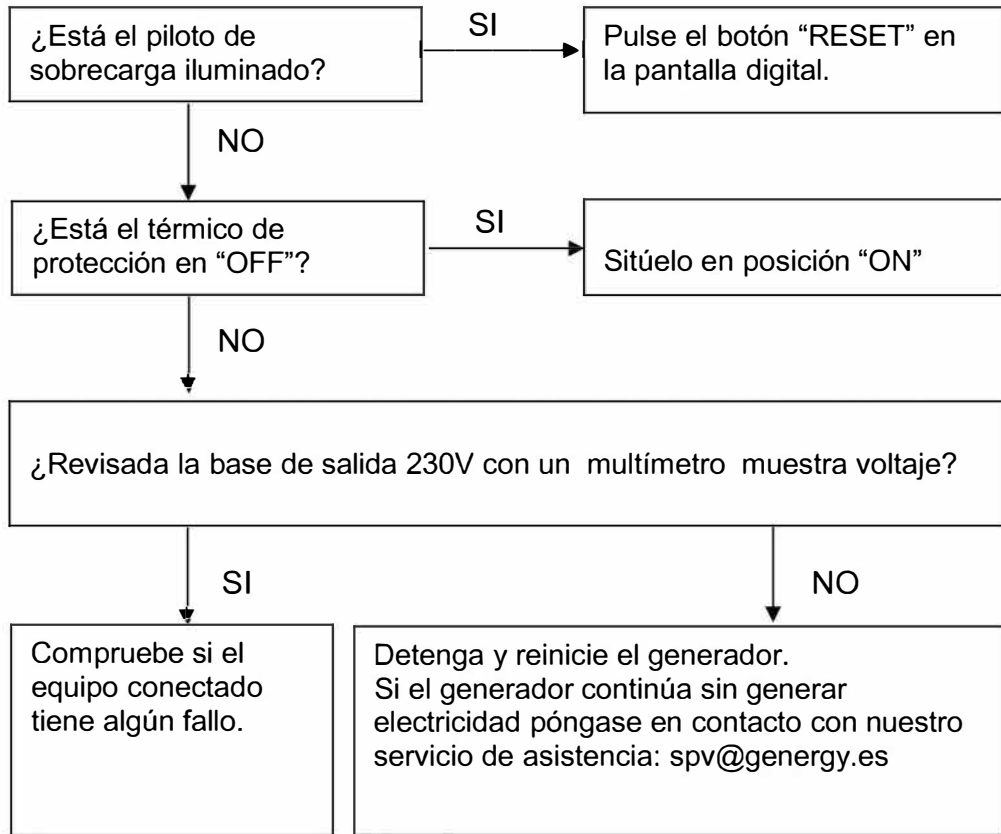 ¿Está el piloto de
sobrecarga iluminado?
SI
Pulse el botón “RESET” en
la pantalla digital.
NO
¿Está el térmico de
protección en “OFF”?
SI
Sitúelo en posición “ON”
NO
¿Revisada la base de salida 230V con un multímetro muestra voltaje?
SI
NO
Compruebe si el
equipo conectado
tiene algún fallo.
Detenga y reinicie el generador.
Si el generador continúa sin generar
electricidad póngase en contacto con nuestro
servicio de asistencia: spv@genergy.es